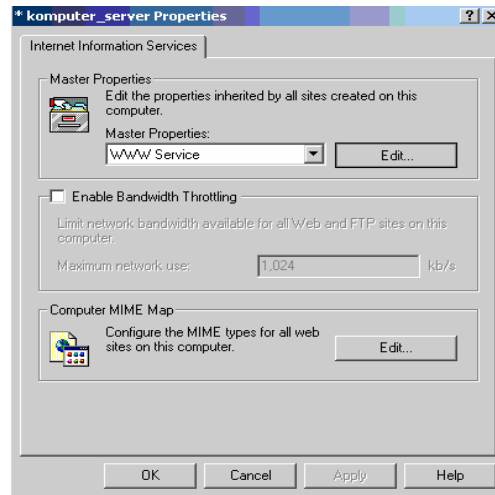 * komputer_server Properties
Internet Information Services
Master Properties
Edit the properties inherited by all sites created on this
computer.
Master Properties:
WWW Service
Edit...
Enable Bandwidth Throttling
Limit network bandwidth available for all Web and FTP sites on this
computer.
Maximum network use:
1,024
kb/s
Computer MIME Map
Configure the MIME types for all web
sites on this computer.
Edit...
OK
Cancel
Apply
Help